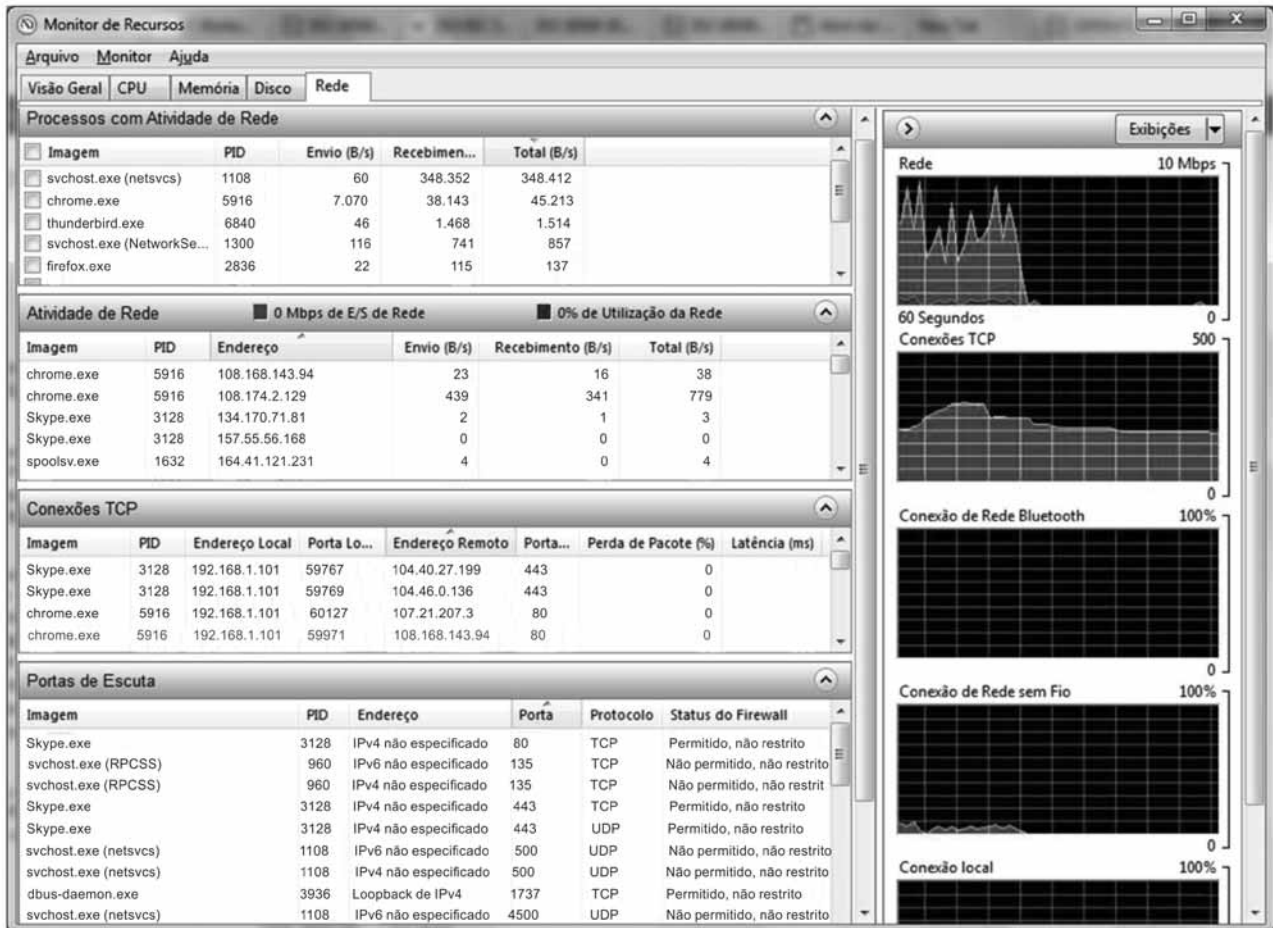 Monitor de Recursos
Arquivo Monitor Ajuda
Visão Geral CPU Memória Disco Rede
Processos com Atividade de Rede
Imagem PID Envio (B/s) Recebimen... Total (B/s)
svchost.exe (netsvcs) 1108 60 348.352 348.412
chrome.exe 5916 7.070 38.143 45.213
thunderbird.exe 6840 46 1.468 1.514
svchost.exe (NetworkSe... 1300 116 741 857
firefox.exe 2836 22 115 137
Atividade de Rede 0 Mbps de E/S de Rede 0% de Utilização da Rede
Imagem PID Endereço Envio (B/s) Recebimento (B/s) Total (B/s)
chrome.exe 5916 108.168.143.94 23 16 38
chrome.exe 5916 108.174.2.129 439 341 779
Skype.exe 3128 134.170.71.81 2 1 3
Skype.exe 3128 157.55.56.168 0 0 0
spoolsv.exe 1632 164.41.121.231 4 0 4
Conexões TCP
Imagem PID Endereço Local Porta Lo... Endereço Remoto Porta... Perda de Pacote (%) Latência (ms)
Skype.exe 3128 192.168.1.101 59767 104.40.27.199 443 0
Skype.exe 3128 192.168.1.101 59769 104.46.0.136 443 0
chrome.exe 5916 192.168.1.101 60127 107.21.207.3 80 0
chrome.exe 5916 192.168.1.101 59971 108.168.143.94 80 0
Portas de Escuta
Imagem PID Endereço Porta Protocolo Status do Firewall
Skype.exe 3128 IPv4 não especificado 80 TCP Permitido, não restrito
svchost.exe (RPCSS) 960 IPv6 não especificado 135 TCP Não permitido, não restrito
svchost.exe (RPCSS) 960 IPv4 não especificado 135 TCP Não permitido, não restrit
Skype.exe 3128 IPv4 não especificado 443 TCP Permitido, não restrito
Skype.exe 3128 IPv4 não especificado 443 UDP Permitido, não restrito
svchost.exe (netsvcs) 1108 IPv6 não especificado 500 UDP Não permitido, não restrito
svchost.exe (netsvcs) 1108 IPv4 não especificado 500 UDP Não permitido, não restrito
dbus-daemon.exe 3936 Loopback de IPv4 1737 TCP Permitido, não restrito
svchost.exe (netsvcs) 1108 IPv6 não especificado 4500 UDP Não permitido, não restrito
Exibições
Rede 10 Mbps
60 Segundos 0
Conexões TCP 500
0
Conexão de Rede Bluetooth 100%
0
Conexão de Rede sem Fio 100%
0
Conexão local 100%